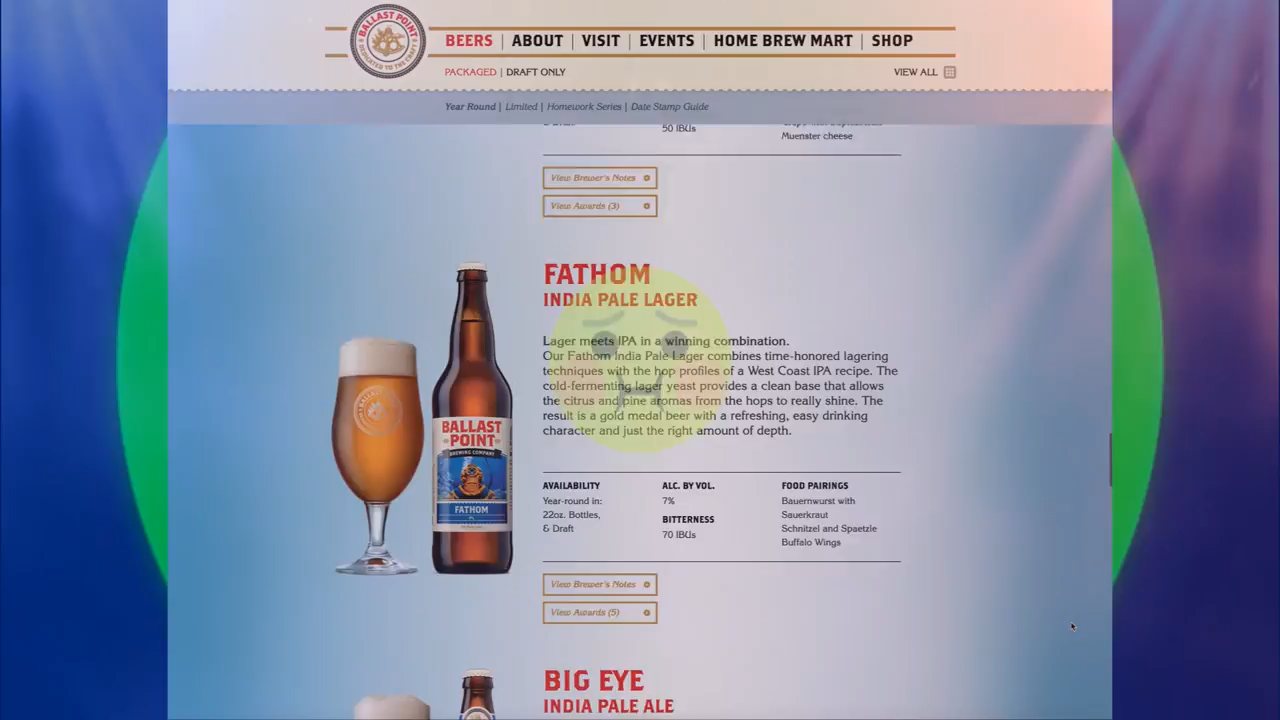 BALLAST POINT
DEDICATED TO THE CRAFT
BEERS | ABOUT | VISIT | EVENTS | HOME BREW MART | SHOP
PACKAGED | DRAFT ONLY
VIEW ALL
Year Round | Limited | Homework Series | Date Stamp Guide
50 IBUs
Muenster cheese
View Brewer's Notes
View Awards (3)
FATHOM
INDIA PALE LAGER
Lager meets IPA in a winning combination.
Our Fathom India Pale Lager combines time-honored lagering
techniques with the hop profiles of a West Coast IPA recipe. The
cold-fermenting lager yeast provides a clean base that allows
the citrus and pine aromas from the hops to really shine. The
result is a gold medal beer with a refreshing, easy drinking
character and just the right amount of depth.
BALLAST
POINT
BREWING COMPANY
FATHOM
AVAILABILITY
Year-round in:
22oz. Bottles,
& Draft
ALC. BY VOL.
7%
BITTERNESS
70 IBUs
FOOD PAIRINGS
Bauernwurst with
Sauerkraut
Schnitzel and Spaetzle
Buffalo Wings
View Brewer's Notes
View Awards (5)
BIG EYE
INDIA PALE ALE